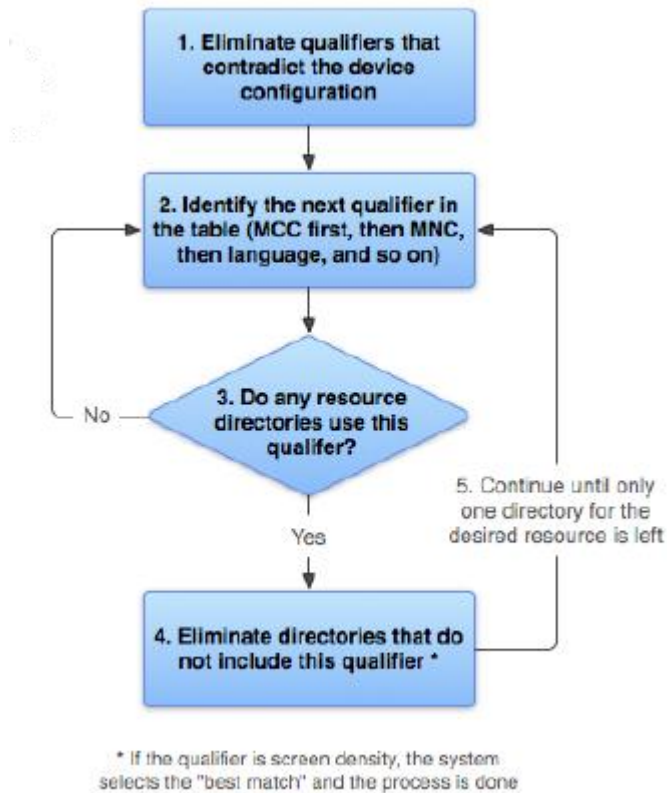 1. Eliminate qualifiers that
contradict the device
configuration
2. Identify the next qualifier in
the table (MCC first, then MNC,
then language, and so on)
3. Do any resource
directories use this
qualifer?
No
Yes
5. Continue until only
one directory for the
desired resource is left
4. Eliminate directories that do
not include this qualifier *
* If the qualifier is screen density, the system
selects the "best match" and the process is done